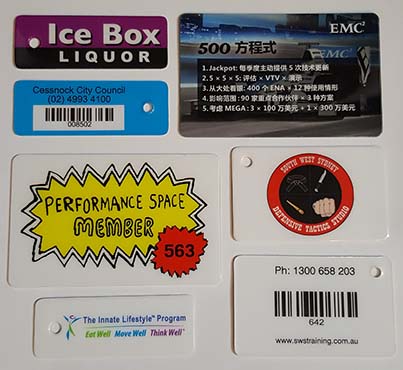 Ice Box
LIQUOR
Cessnock City Council
(02) 4993 4100
008502
EMC²
500 方程式
1.Jackpot: 每季度主动提供 5 次技术更新
2.5 × 5 × 5: 评估 × VTV × 演示
3.从大处着眼: 400 个 ENA × 12 种使用情形
4.影响范围: 90 家重点合作伙伴 × 3 种方案
5.考虑 MEGA: 3 × 100 万美元 + 1 × 300 万美元
PERFORMANCE SPACE
MEMBER
563
SOUTH WEST SYDNEY
DEFENSIVE TACTICS STUDIO
The Innate Lifestyle™ Program
Eat Well Move Well Think Well
Ph: 1300 658 203
642
www.swstraining.com.au